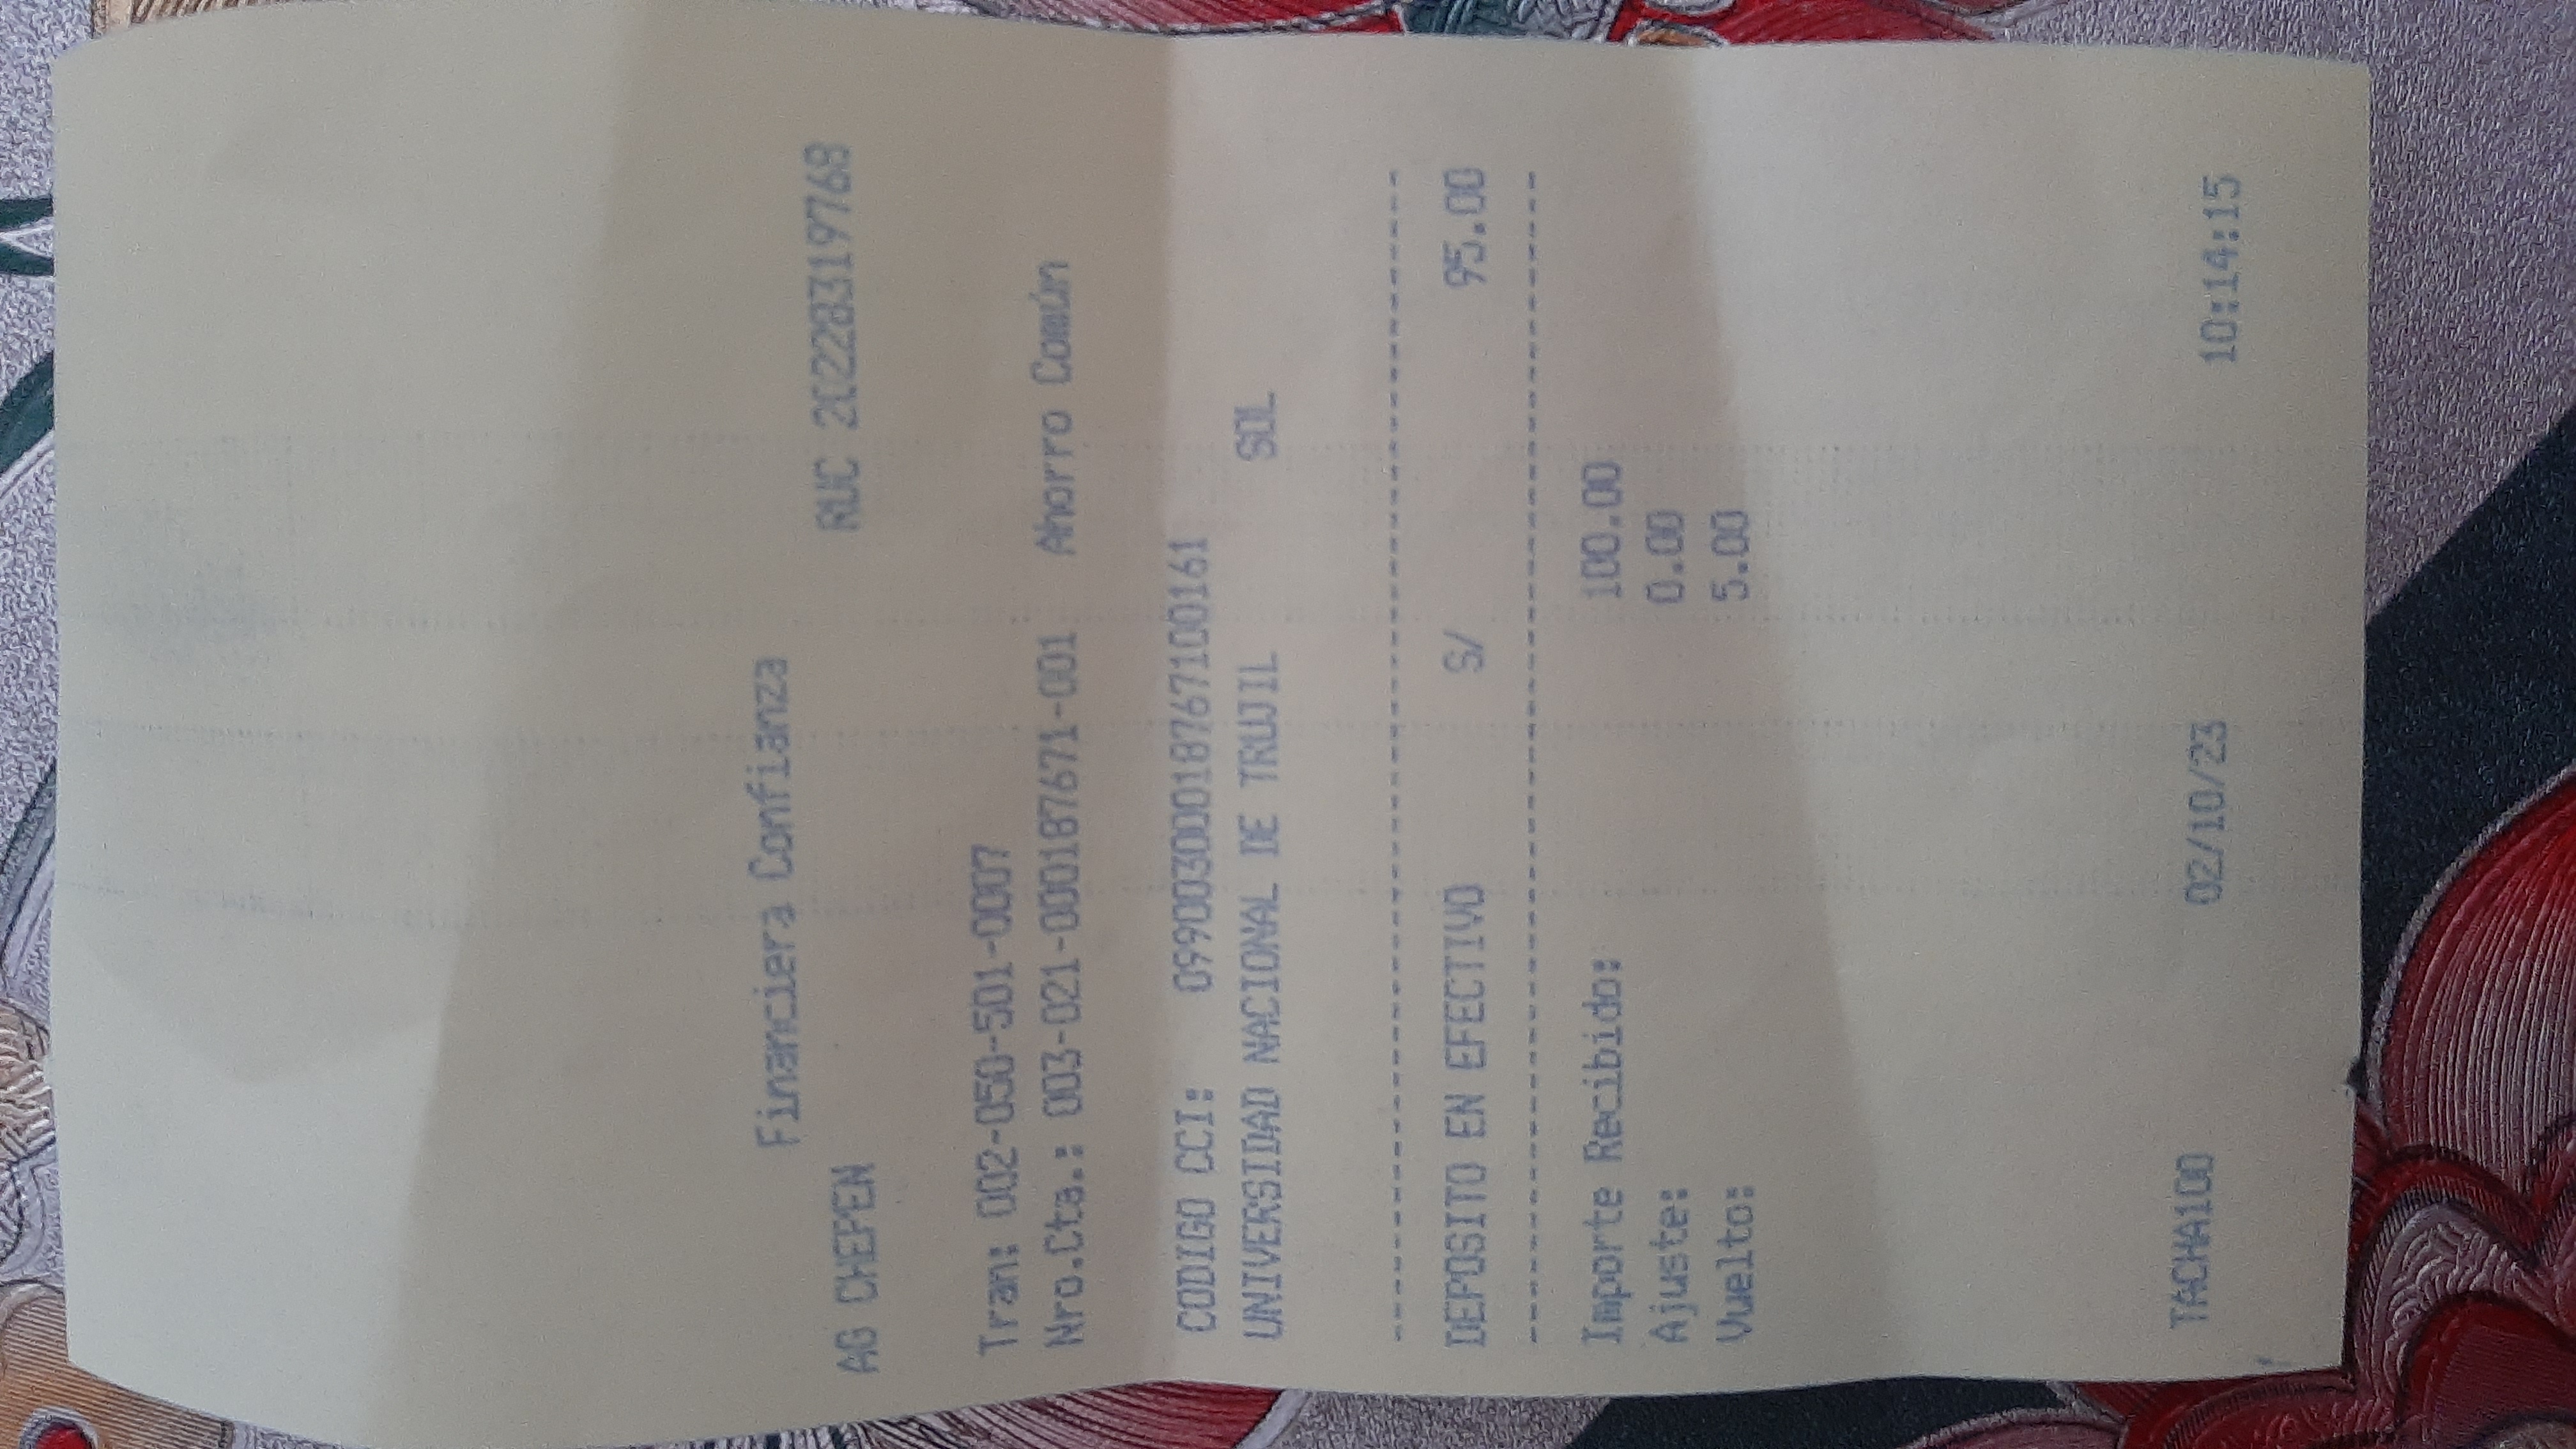 Financiera Confianza
AG CHEPEN RUC 20228319768
Tran: 002-050-501-0007
Nro.Cta.: 003-021-000187671-001 Ahorro Común
CODIGO CCI: 09900300018767100161
UNIVERSIDAD NACIONAL DE TRUJIL SOL
DEPOSITO EN EFECTIVO S/ 95.00
Importe Recibido: 100.00
Ajuste: 0.00
Vuelto: 5.00
TACHA100 02/10/23 10:14:15